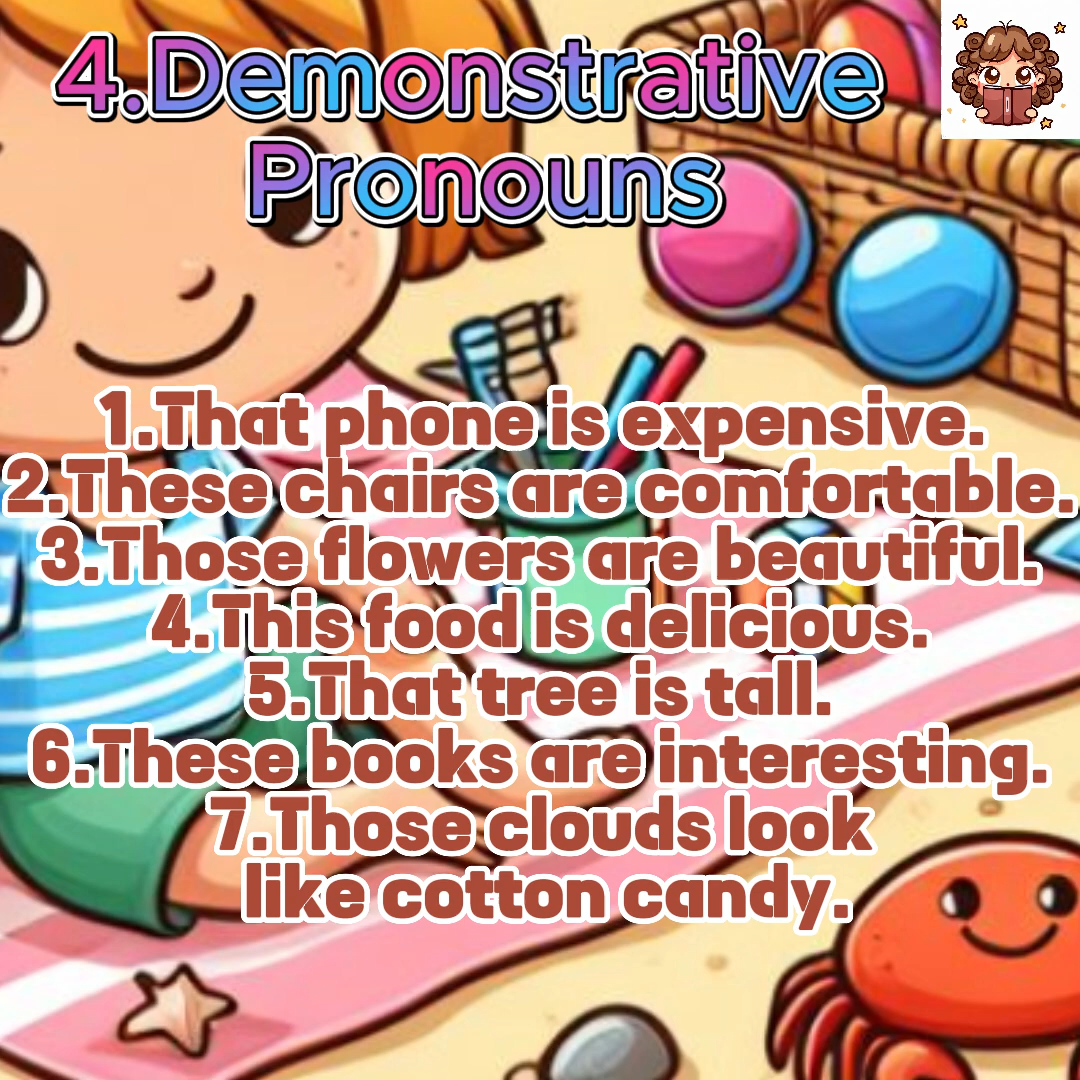 4.Demonstrative
Pronouns
1.That phone is expensive.
2.These chairs are comfortable.
3.Those flowers are beautiful.
4.This food is delicious.
5.That tree is tall.
6.These books are interesting.
7.Those clouds look
like cotton candy.